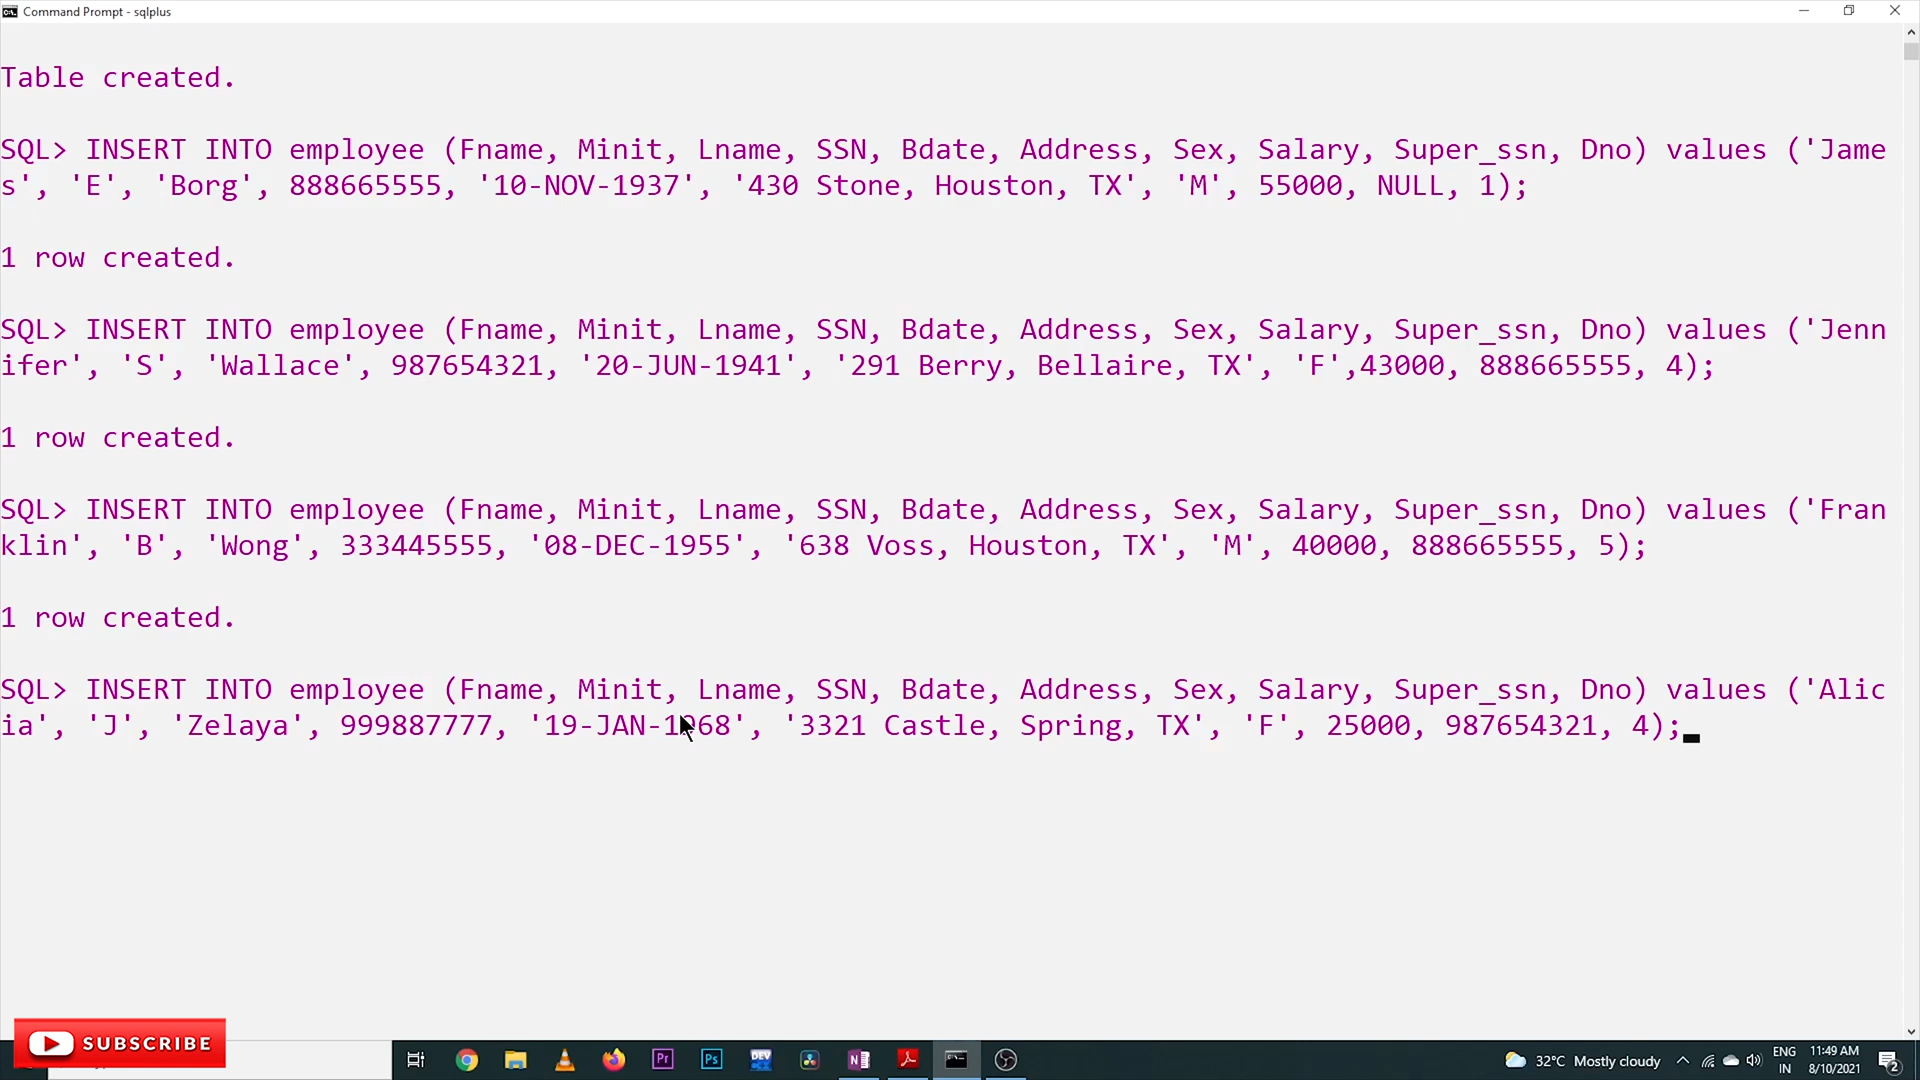 Command Prompt - sqlplus
Table created.
SQL> INSERT INTO employee (Fname, Minit, Lname, SSN, Bdate, Address, Sex, Salary, Super_ssn, Dno) values ('Jame
s', 'E', 'Borg', 888665555, '10-NOV-1937', '430 Stone, Houston, TX', 'M', 55000, NULL, 1);
1 row created.
SQL> INSERT INTO employee (Fname, Minit, Lname, SSN, Bdate, Address, Sex, Salary, Super_ssn, Dno) values ('Jenn
ifer', 'S', 'Wallace', 987654321, '20-JUN-1941', '291 Berry, Bellaire, TX', 'F',43000, 888665555, 4);
1 row created.
SQL> INSERT INTO employee (Fname, Minit, Lname, SSN, Bdate, Address, Sex, Salary, Super_ssn, Dno) values ('Fran
klin', 'B', 'Wong', 333445555, '08-DEC-1955', '638 Voss, Houston, TX', 'M', 40000, 888665555, 5);
1 row created.
SQL> INSERT INTO employee (Fname, Minit, Lname, SSN, Bdate, Address, Sex, Salary, Super_ssn, Dno) values ('Alic
ia', 'J', 'Zelaya', 999887777, '19-JAN-1968', '3321 Castle, Spring, TX', 'F', 25000, 987654321, 4);
SUBSCRIBE
Pr
Ps
DEV
N
32°C Mostly cloudy
ENG
IN
11:49 AM
8/10/2021
2